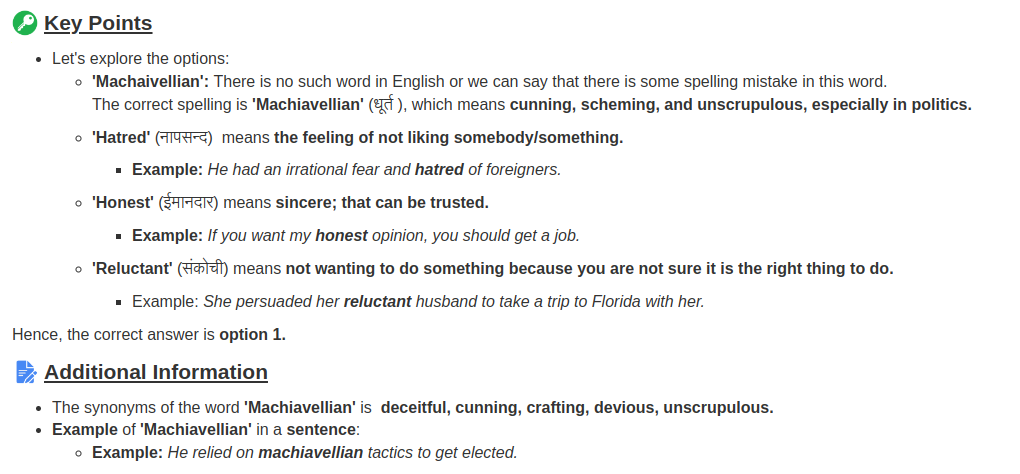 Key Points
Let's explore the options:
'Machaivellian': There is no such word in English or we can say that there is some spelling mistake in this word.
The correct spelling is 'Machiavellian' (धूर्त ), which means cunning, scheming, and unscrupulous, especially in politics.
'Hatred' (नापसन्द)  means the feeling of not liking somebody/something.
Example: He had an irrational fear and hatred of foreigners.
'Honest' (ईमानदार) means sincere; that can be trusted.
Example: If you want my honest opinion, you should get a job.
'Reluctant' (संकोची) means not wanting to do something because you are not sure it is the right thing to do.
Example: She persuaded her reluctant husband to take a trip to Florida with her.
Hence, the correct answer is option 1.
Additional Information
The synonyms of the word 'Machiavellian' is  deceitful, cunning, crafting, devious, unscrupulous.
Example of 'Machiavellian' in a sentence:
Example: He relied on machiavellian tactics to get elected.